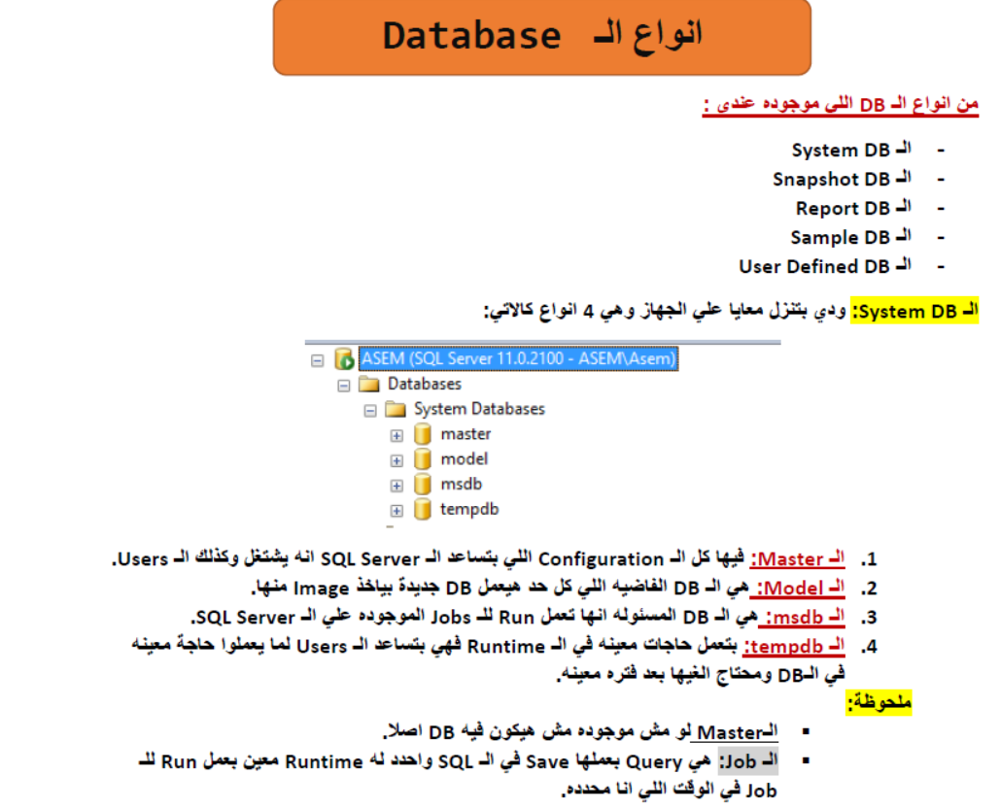 انواع الـ Database
من انواع الـ DB اللي موجوده عندى :
- الـ System DB
- الـ Snapshot DB
- الـ Report DB
- الـ Sample DB
- الـ User Defined DB
الـ System DB: ودي بتنزل معايا علي الجهاز وهي 4 انواع كالاتي:
ASEM (SQL Server 11.0.2100 - ASEM\Asem)
Databases
System Databases
master
model
msdb
tempdb
1. الـ Master: فيها كل الـ Configuration اللي بتساعد الـ SQL Server انه يشتغل وكذلك الـ Users.
2. الـ Model: هي الـ DB الفاضيه اللي كل حد هيعمل DB جديدة بياخذ Image منها.
3. الـ msdb: هي الـ DB المسئوله انها تعمل Run للـ Jobs الموجوده علي الـ SQL Server.
4. الـ tempdb: بتعمل حاجات معينه في الـ Runtime فهي بتساعد الـ Users لما يعملوا حاجة معينه
في الـDB ومحتاج الغيها بعد فتره معينه.
ملحوظة:
▪ الـMaster لو مش موجوده مش هيكون فيه DB اصلا.
▪ الـ Job: هي Query بعملها Save في الـ SQL واحدد له Runtime معين بعمل Run للـ
Job في الوقت اللي انا محدده.